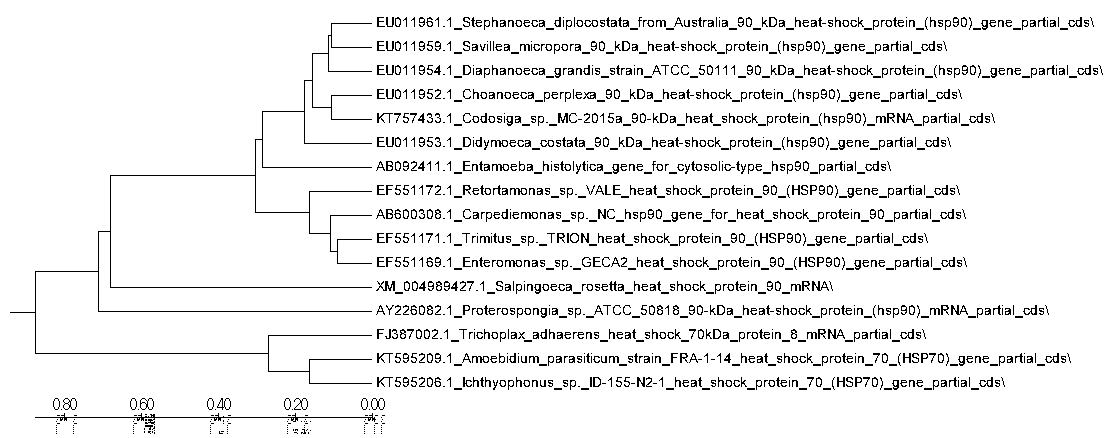 EU011961.1_Stephanoeca_diplocostata_from_Australia_90_kDa_heat-shock_protein_(hsp90)_gene_partial_cds\
EU011959.1_Savillea_micropora_90_kDa_heat-shock_protein_(hsp90)_gene_partial_cds\
EU011954.1_Diaphanoeca_grandis_strain_ATCC_50111_90_kDa_heat-shock_protein_(hsp90)_gene_partial_cds\
EU011952.1_Choanoeca_perplexa_90_kDa_heat-shock_protein_(hsp90)_gene_partial_cds\
KT757433.1_Codosiga_sp._MC-2015a_90-kDa_heat_shock_protein_(hsp90)_mRNA_partial_cds\
EU011953.1_Didymoeca_costata_90_kDa_heat-shock_protein_(hsp90)_gene_partial_cds\
AB092411.1_Entamoeba_histolytica_gene_for_cytosolic-type_hsp90_partial_cds\
EF551172.1_Retortamonas_sp._VALE_heat_shock_protein_90_(HSP90)_gene_partial_cds\
AB600308.1_Carpediemonas_sp._NC_hsp90_gene_for_heat_shock_protein_90_partial_cds\
EF551171.1_Trimitus_sp._TRION_heat_shock_protein_90_(HSP90)_gene_partial_cds\
EF551169.1_Enteromonas_sp._GECA2_heat_shock_protein_90_(HSP90)_gene_partial_cds\
XM_004989427.1_Salpingoeca_rosetta_heat_shock_protein_90_mRNA\
AY226082.1_Proterospongia_sp._ATCC_50818_90-kDa_heat-shock_protein_(hsp90)_mRNA_partial_cds\
FJ387002.1_Trichoplax_adhaerens_heat_shock_70kDa_protein_8_mRNA_partial_cds\
KT595209.1_Amoebidium_parasiticum_strain_FRA-1-14_heat_shock_protein_70_(HSP70)_gene_partial_cds\
KT595206.1_Ichthyophonus_sp._ID-155-N2-1_heat_shock_protein_70_(HSP70)_gene_partial_cds\
0.80 0.60 0.40 0.20 0.00